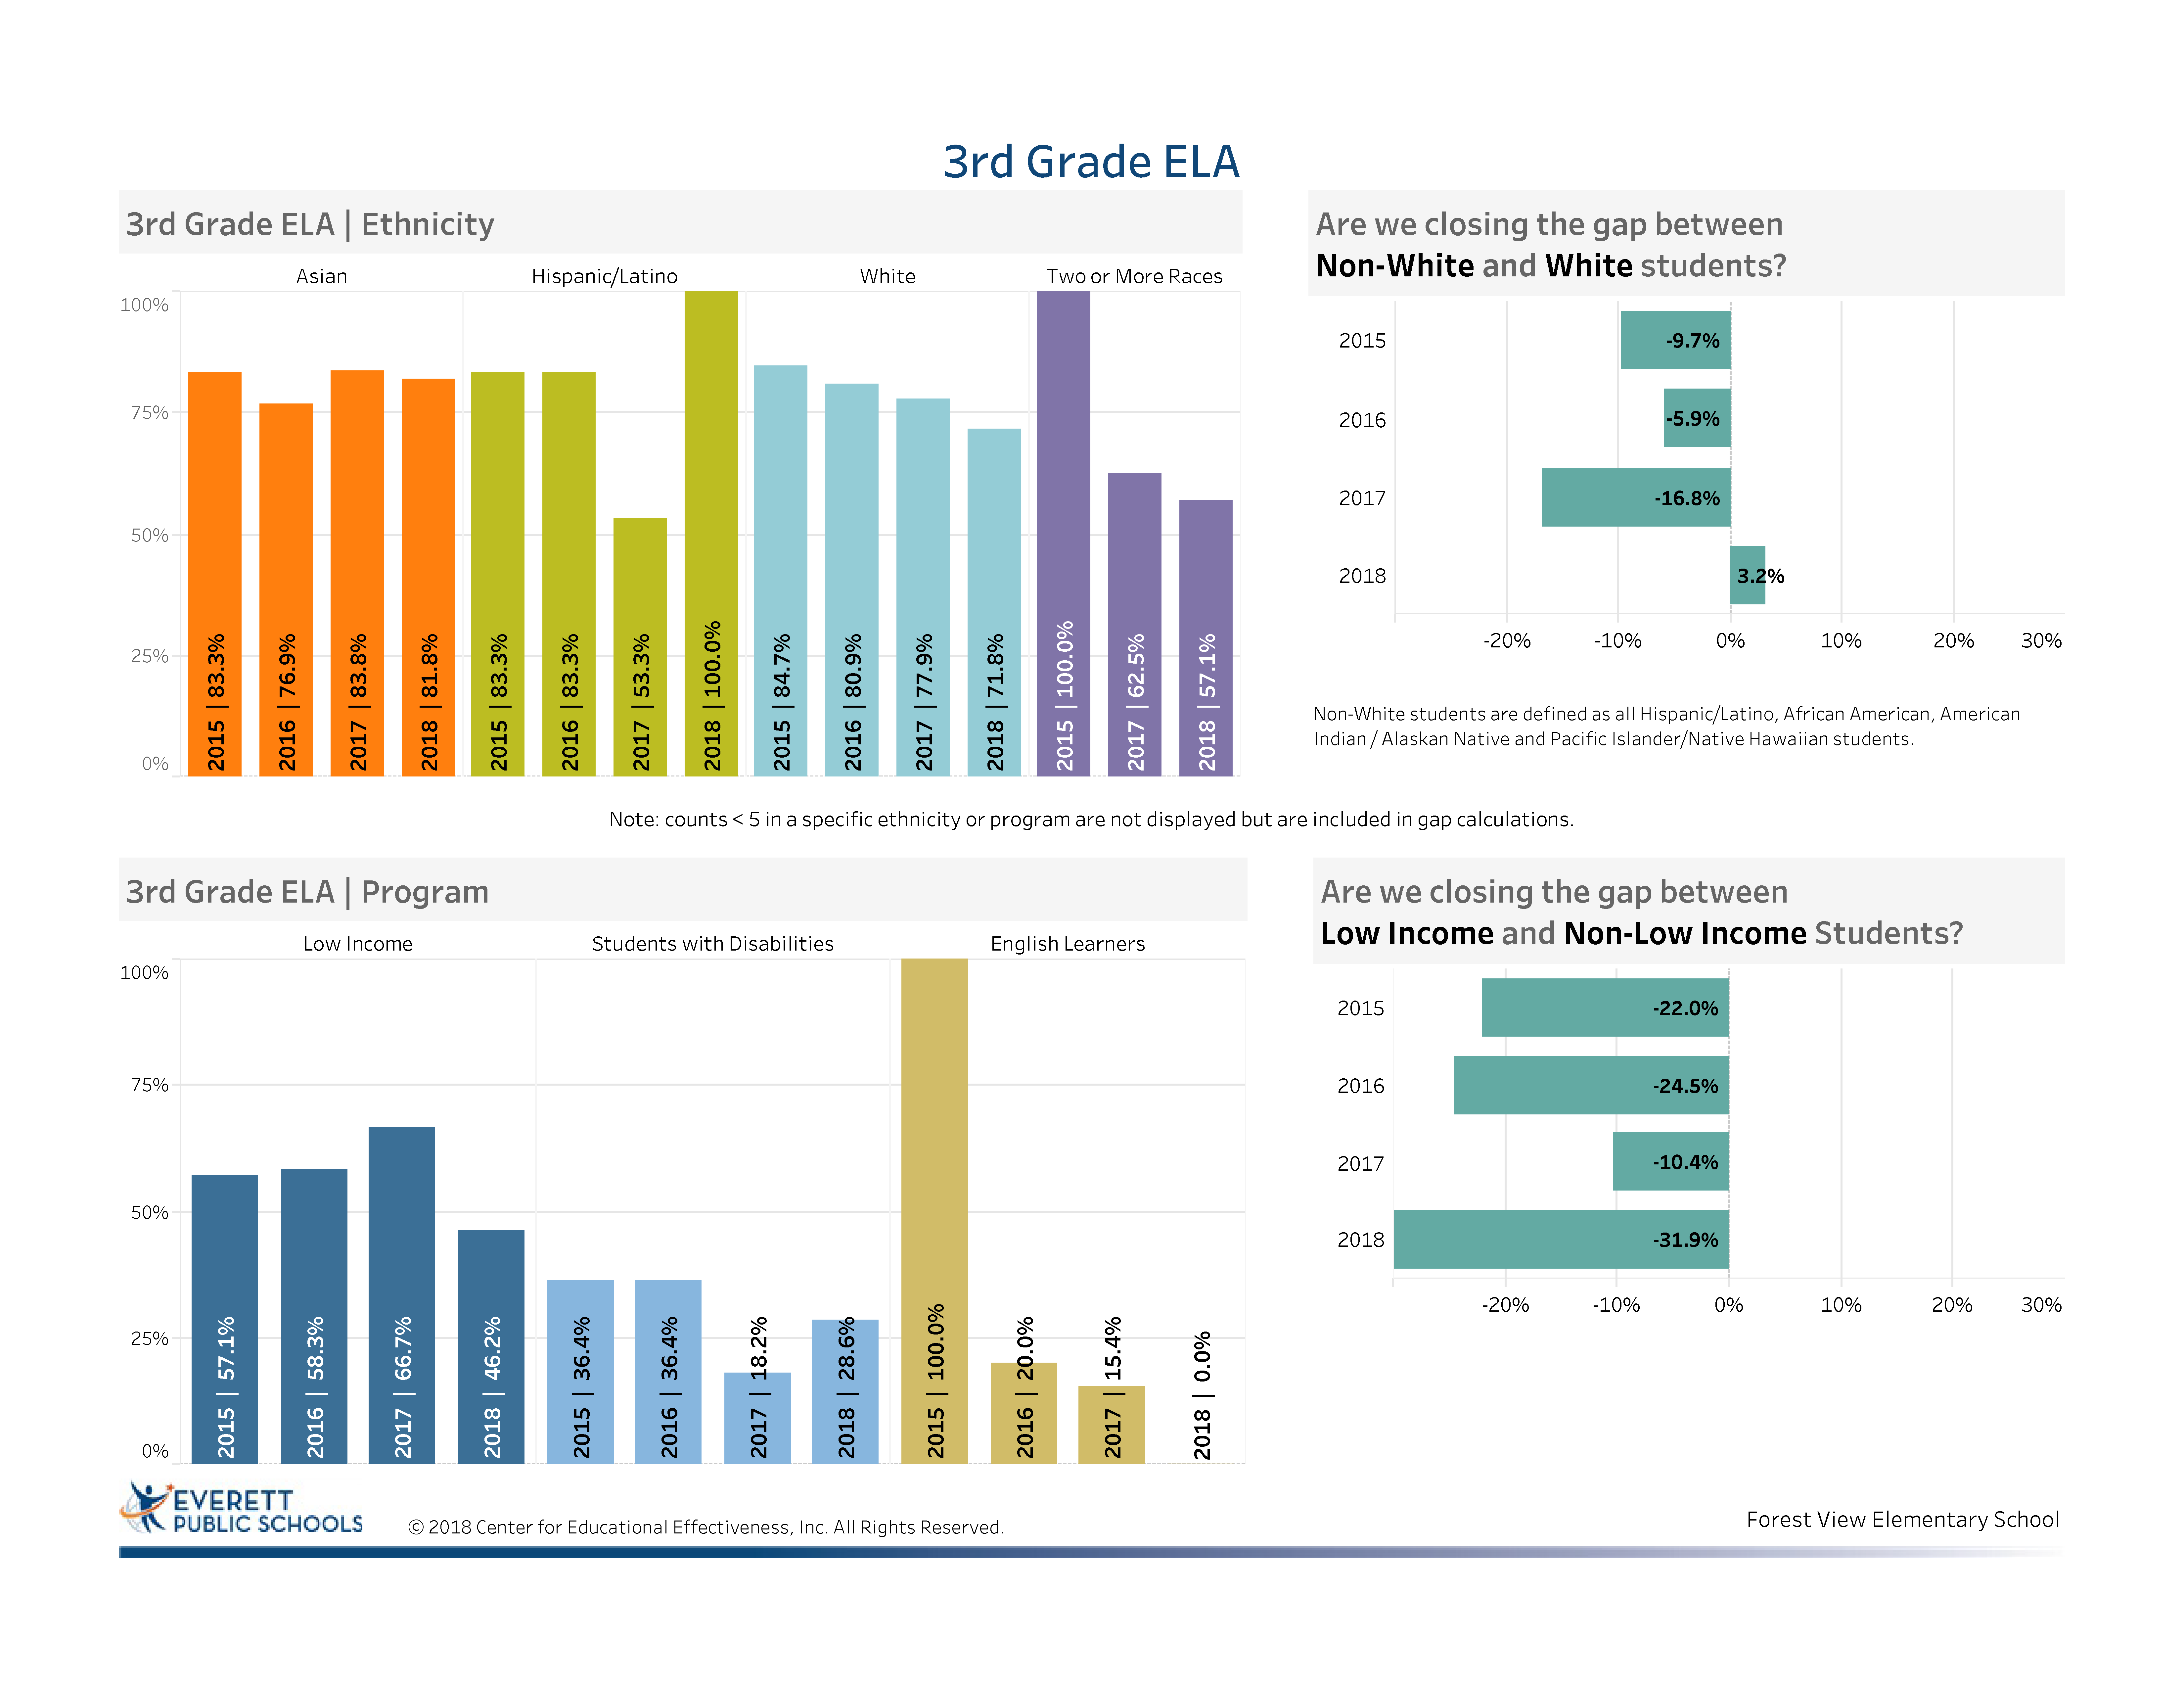 3rd Grade ELA
3rd Grade ELA | Ethnicity
Asian
Hispanic/Latino
White
Two or More Races
100%
75%
50%
25%
0%
2015 | 83.3%
2016 | 76.9%
2017 | 83.8%
2018 | 81.8%
2015 | 83.3%
2016 | 83.3%
2017 | 53.3%
2018 | 100.0%
2015 | 84.7%
2016 | 80.9%
2017 | 77.9%
2018 | 71.8%
2015 | 100.0%
2017 | 62.5%
2018 | 57.1%
Are we closing the gap between
Non-White and White students?
2015
-9.7%
2016
-5.9%
2017
-16.8%
2018
3.2%
-20%
-10%
0%
10%
20%
30%
Non-White students are defined as all Hispanic/Latino, African American, American
Indian / Alaskan Native and Pacific Islander/Native Hawaiian students.
Note: counts < 5 in a specific ethnicity or program are not displayed but are included in gap calculations.
3rd Grade ELA | Program
Low Income
Students with Disabilities
English Learners
100%
75%
50%
25%
0%
2015 | 57.1%
2016 | 58.3%
2017 | 66.7%
2018 | 46.2%
2015 | 36.4%
2016 | 36.4%
2017 | 18.2%
2018 | 28.6%
2015 | 100.0%
2016 | 20.0%
2017 | 15.4%
2018 | 0.0%
Are we closing the gap between
Low Income and Non-Low Income Students?
2015
-22.0%
2016
-24.5%
2017
-10.4%
2018
-31.9%
-20%
-10%
0%
10%
20%
30%
EVERETT
PUBLIC SCHOOLS
© 2018 Center for Educational Effectiveness, Inc. All Rights Reserved.
Forest View Elementary School